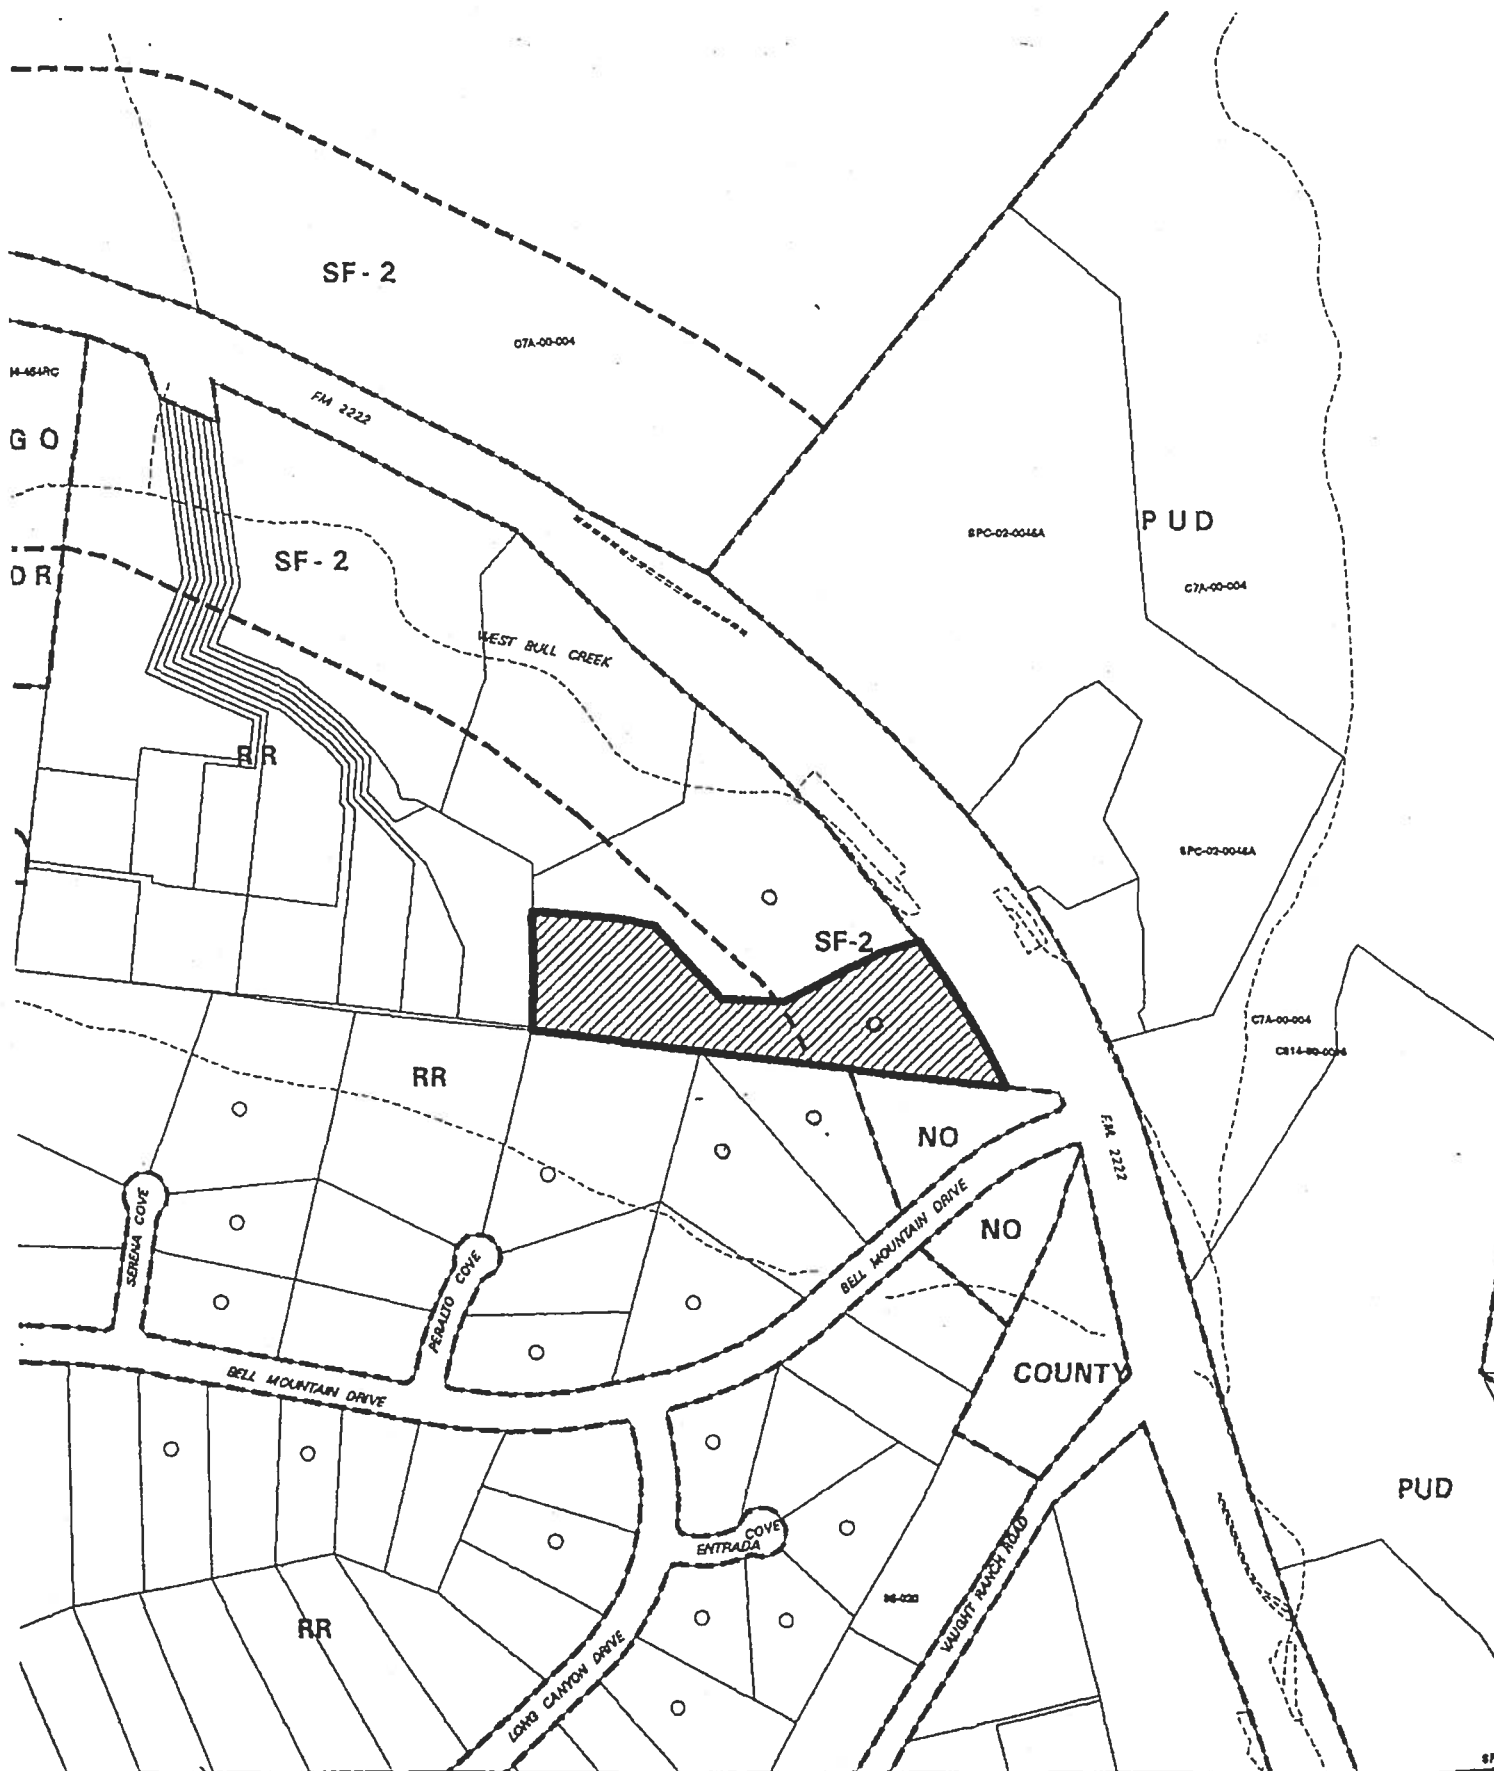 SF-2
C7A-00-004
FM 2222
GO
SPC-02-0046A
PUD
SF-2
DR
C7A-00-004
WEST BULL CREEK
RR
SPC-02-0046A
SF-2
C7A-00-004
RR
NO
F.M. 2222
SERENA COVE
NO
BELL MOUNTAIN DRIVE
PERALTO COVE
COUNTY
BELL MOUNTAIN DRIVE
PUD
ENTRADA COVE
VAUGHT RANCH ROAD
RR
LONG CANYON DRIVE